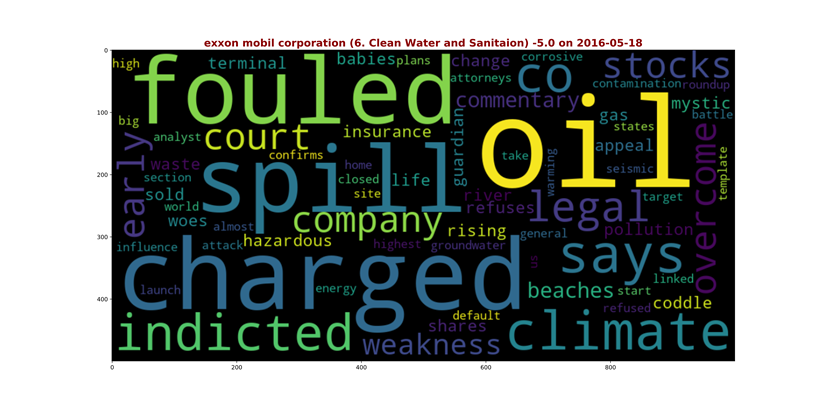 exxon mobil corporation (6. Clean Water and Sanitaion) -5.0 on 2016-05-18
0
100
200
300
400
0 200 400 600 800
high terminal babies plans change corrosive stocks
attorneys co contamination roundup
fouled commentary mystic
big oil gas states battle
early analyst court insurance guardian
confirms take appeal over come
waste spill home warming seismic template
section closed life
sold site river target
world refuses legal
woes almost company rising pollution
influence attack hazardous highest groundwater general says
charged us linked
launch energy beaches start
refused coddle
default
indicted shares climate
weakness